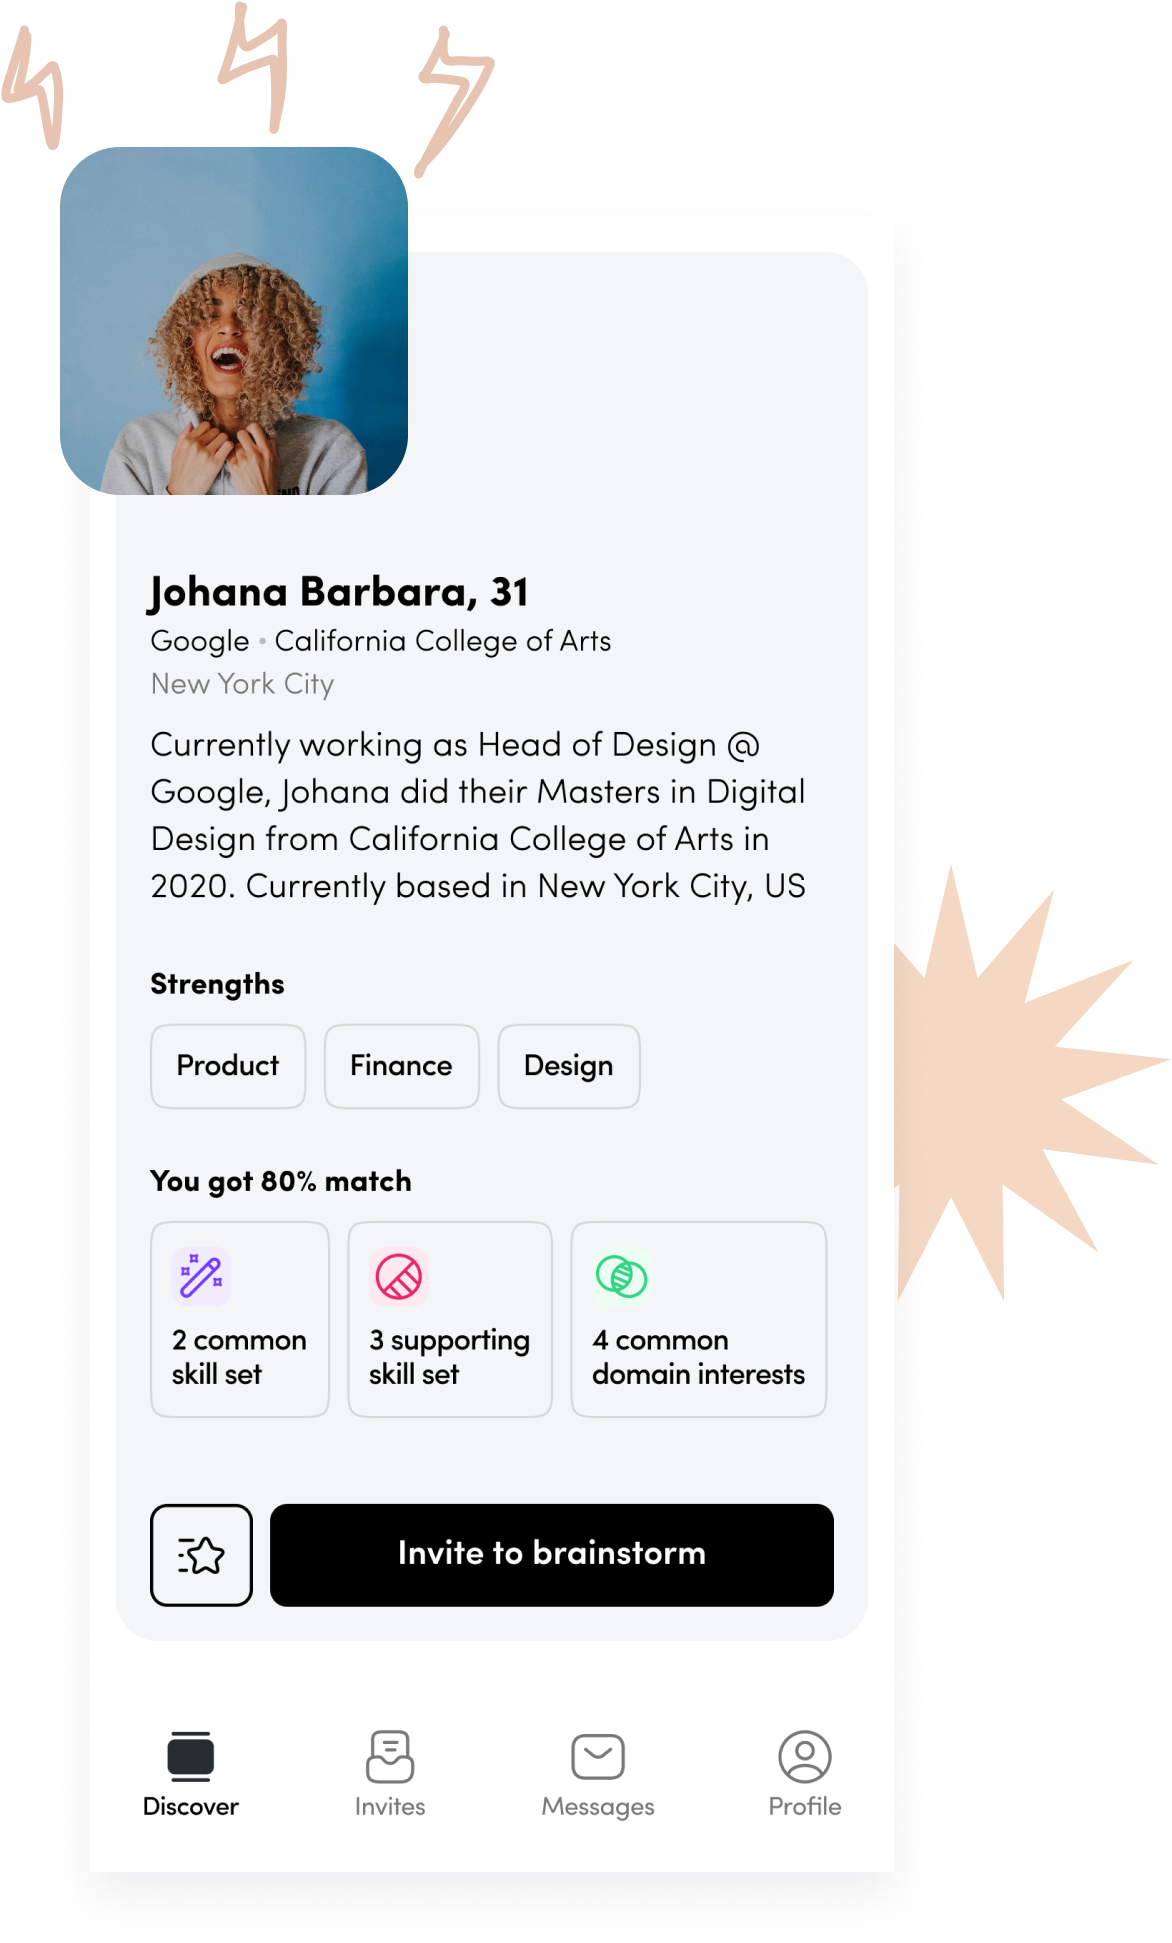 Johana Barbara, 31
Google • California College of Arts
New York City
Currently working as Head of Design @
Google, Johana did their Masters in Digital
Design from California College of Arts in
2020. Currently based in New York City, US
Strengths
Product
Finance
Design
You got 80% match
2 common
skill set
3 supporting
skill set
4 common
domain interests
Invite to brainstorm
Discover
Invites
Messages
Profile